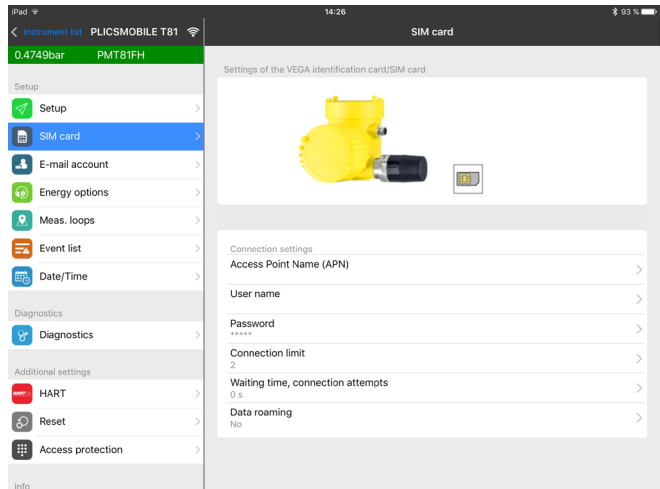 iPad 14:26 93 %
Instrument list PLICSMOBILE T81
SIM card
0.4749bar PMT81FH
Setup
Setup
SIM card
E-mail account
Energy options
Meas. loops
Event list
Date/Time
Diagnostics
Diagnostics
Additional settings
HART
HART
Reset
Access protection
Info
Settings of the VEGA identification card/SIM card
Connection settings
Access Point Name (APN)
User name
Password
*****
Connection limit
2
Waiting time, connection attempts
0 s
Data roaming
No